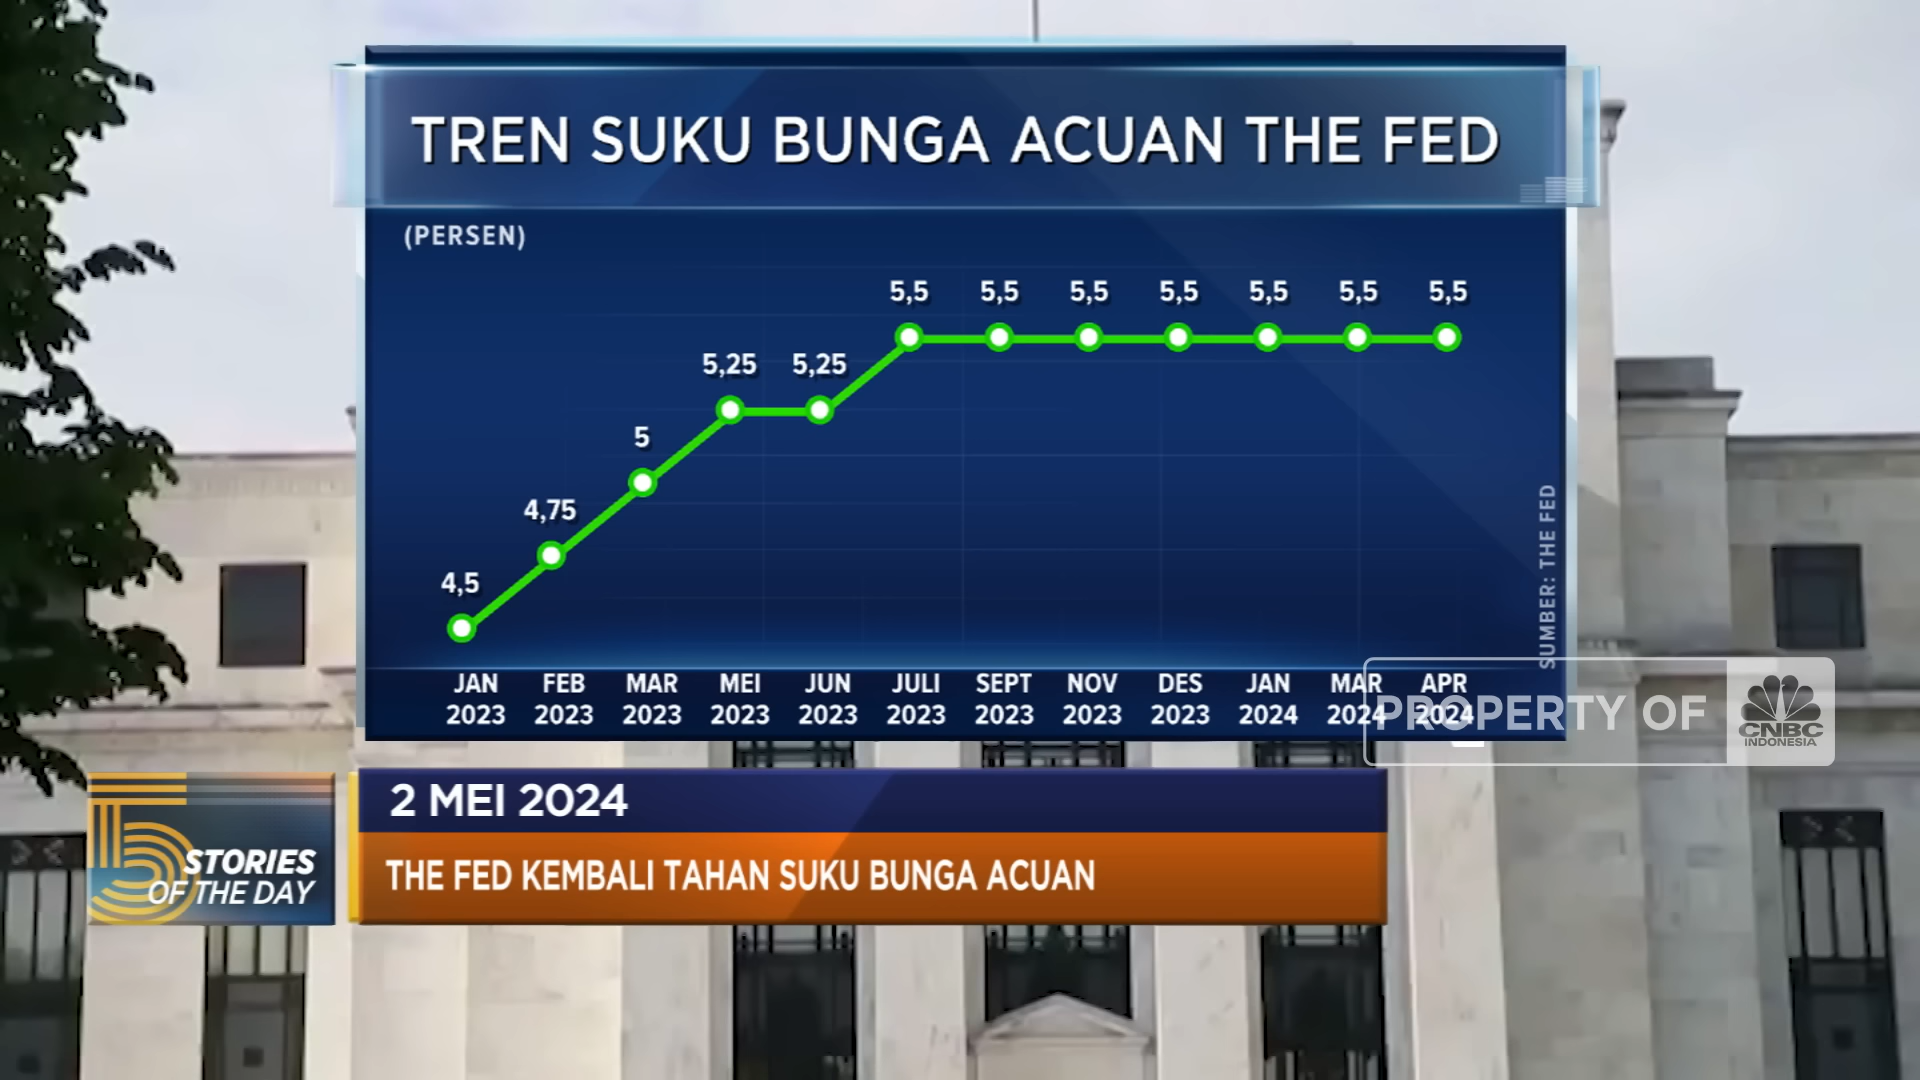 TREN SUKU BUNGA ACUAN THE FED
(PERSEN)
4,5
4,75
5
5,25
5,25
5,5
5,5
5,5
5,5
5,5
5,5
5,5
JAN 2023
FEB 2023
MAR 2023
MEI 2023
JUN 2023
JULI 2023
SEPT 2023
NOV 2023
DES 2023
JAN 2024
MAR 2024
APR 2024
SUMBER: THE FED
PROPERTY OF
CNBC
INDONESIA
5 STORIES
OF THE DAY
2 MEI 2024
THE FED KEMBALI TAHAN SUKU BUNGA ACUAN